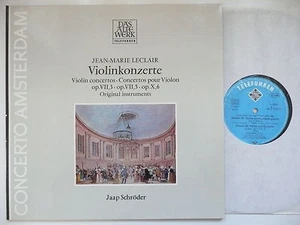 DAS ALTE
WERK
TELEFUNKEN
JEAN-MARIE LECLAIR
Violinkonzerte
Violin concertos · Concertos pour Violon
op.VII,3 · op.VII,5 · op.X,6
Original instruments
Jaap Schröder
CONCERTO AMSTERDAM
TELEFUNKEN